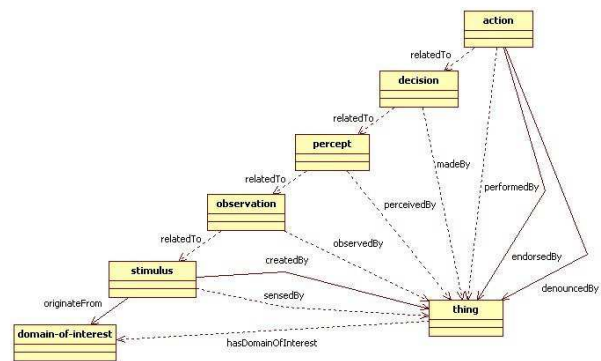 action
relatedTo
decision
relatedTo
percept
madeBy
performedBy
relatedTo
perceivedBy
observation
relatedTo
observedBy
createdBy
endorsedBy
stimulus
sensedBy
denouncedBy
originateFrom
thing
domain-of-interest
hasDomainOfInterest